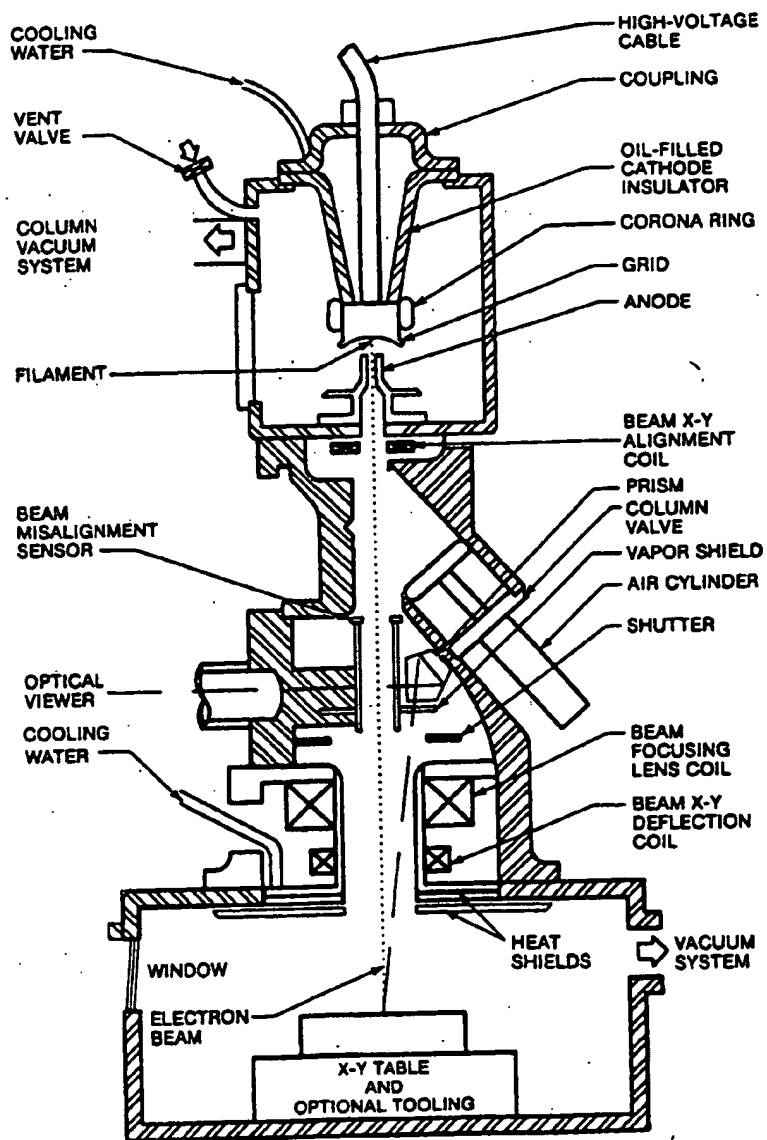 COOLING
WATER
VENT
VALVE
COLUMN
VACUUM
SYSTEM
FILAMENT
BEAM
MISALIGNMENT
SENSOR
OPTICAL
VIEWER
COOLING
WATER
HIGH-VOLTAGE
CABLE
COUPLING
OIL-FILLED
CATHODE
INSULATOR
CORONA RING
GRID
ANODE
BEAM X-Y
ALIGNMENT
COIL
PRISM
COLUMN
VALVE
VAPOR SHIELD
AIR CYLINDER
SHUTTER
BEAM
FOCUSING
LENS COIL
BEAM X-Y
DEFLECTION
COIL
WINDOW
HEAT
SHIELDS
VACUUM
SYSTEM
ELECTRON
BEAM
X-Y TABLE
AND
OPTIONAL TOOLING